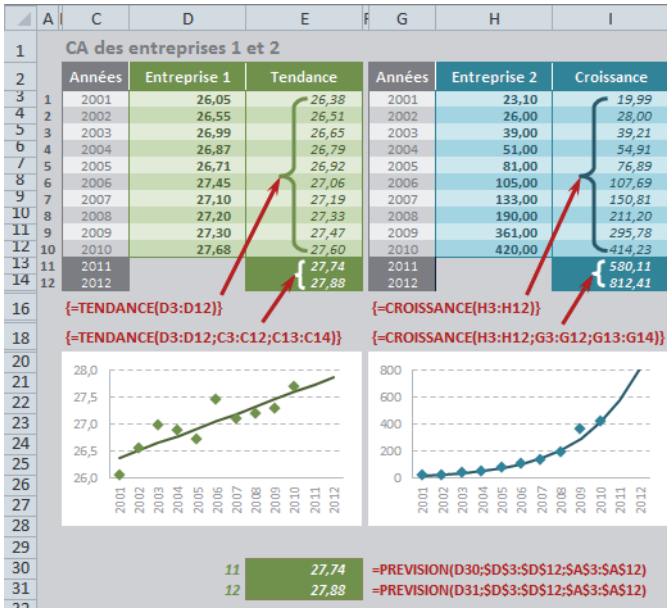 A C D E F G H I
1 CA des entreprises 1 et 2
2 Années Entreprise 1 Tendance Années Entreprise 2 Croissance
3 1 2001 26,05 26,38 2001 23,10 19,99
4 2 2002 26,55 26,51 2002 26,00 28,00
5 3 2003 26,99 26,65 2003 39,00 39,21
6 4 2004 26,87 26,79 2004 51,00 54,91
7 5 2005 26,71 26,92 2005 81,00 76,89
8 6 2006 27,45 27,06 2006 105,00 107,69
9 7 2007 27,10 27,19 2007 133,00 150,81
10 8 2008 27,20 27,33 2008 190,00 211,20
11 9 2009 27,30 27,47 2009 361,00 295,78
12 10 2010 27,68 27,60 2010 420,00 414,23
13 11 2011 27,74 2011 580,11
14 12 2012 27,88 2012 812,41
16 {=TENDANCE(D3:D12)} {=CROISSANCE(H3:H12)}
18 {=TENDANCE(D3:D12;C3:C12;C13:C14)} {=CROISSANCE(H3:H12;G3:G12;G13:G14)}
20
21
22
23
24
25
26
27
28
29
28,0
27,5
27,0
26,5
26,0
2001 2002 2003 2004 2005 2006 2007 2008 2009 2010 2011 2012
800
600
400
200
0
2001 2002 2003 2004 2005 2006 2007 2008 2009 2010 2011 2012
30 11 27,74 =PREVISION(D30;$D$3:$D$12;$A$3:$A$12)
31 12 27,88 =PREVISION(D31;$D$3:$D$12;$A$3:$A$12)